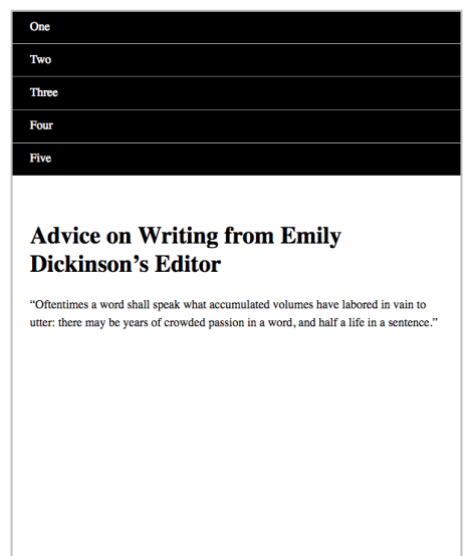 One
Two
Three
Four
Five
Advice on Writing from Emily
Dickinson’s Editor
“Oftentimes a word shall speak what accumulated volumes have labored in vain to
utter: there may be years of crowded passion in a word, and half a life in a sentence.”